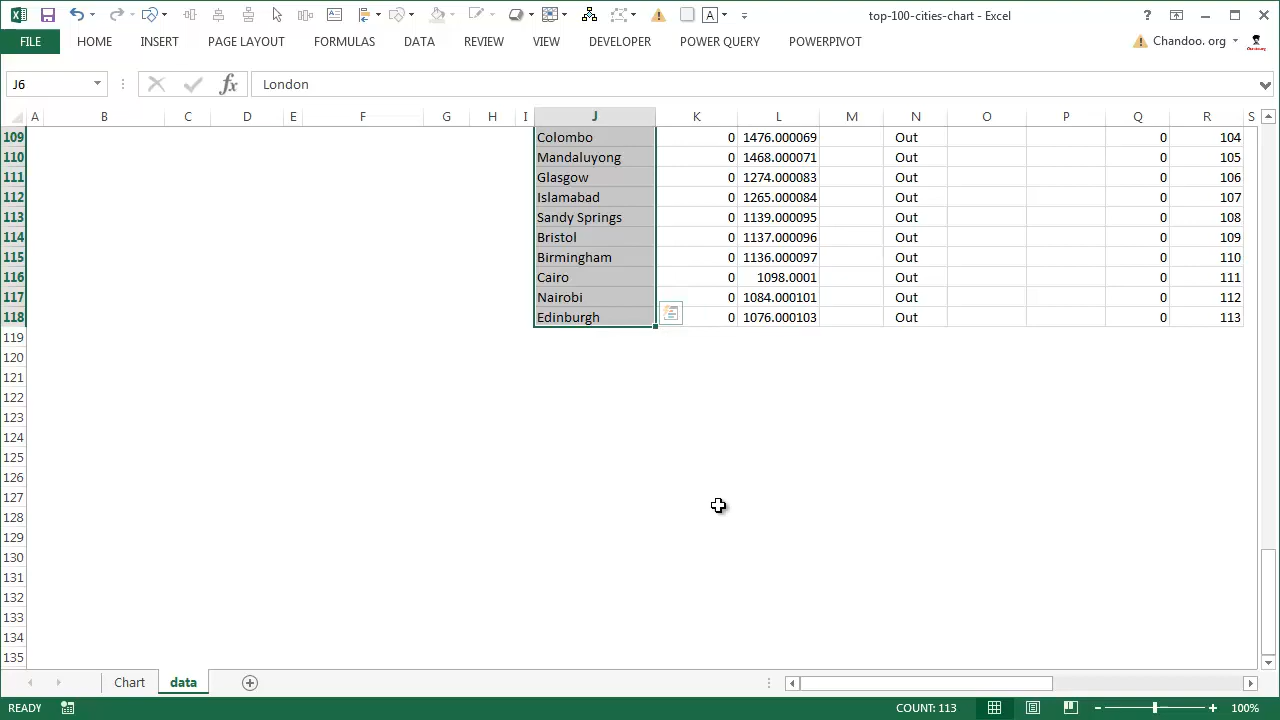 top-100-cities-chart - Excel
FILE HOME INSERT PAGE LAYOUT FORMULAS DATA REVIEW VIEW DEVELOPER POWERQUERY POWERPIVOT Chandoo. org
J6 fx London
A B C D E F G H I J K L M N O P Q R S
109 Colombo 0 1476.000069 Out 0 104
110 Mandaluyong 0 1468.000071 Out 0 105
111 Glasgow 0 1274.000083 Out 0 106
112 Islamabad 0 1265.000084 Out 0 107
113 Sandy Springs 0 1139.000095 Out 0 108
114 Bristol 0 1137.000096 Out 0 109
115 Birmingham 0 1136.000097 Out 0 110
116 Cairo 0 1098.0001 Out 0 111
117 Nairobi 0 1084.000101 Out 0 112
118 Edinburgh 0 1076.000103 Out 0 113
119
120
121
122
123
124
125
126
127
128
129
130
131
132
133
134
135
Chart data
READY COUNT: 113 100%